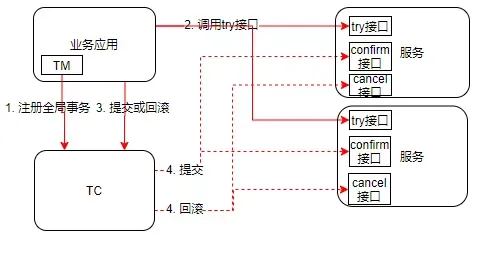 业务应用
TM
2. 调用try接口
try接口
confirm
接口
cancel
接口
服务
1. 注册全局事务
3. 提交或回滚
try接口
confirm
接口
cancel
接口
服务
TC
4. 提交
4. 回滚